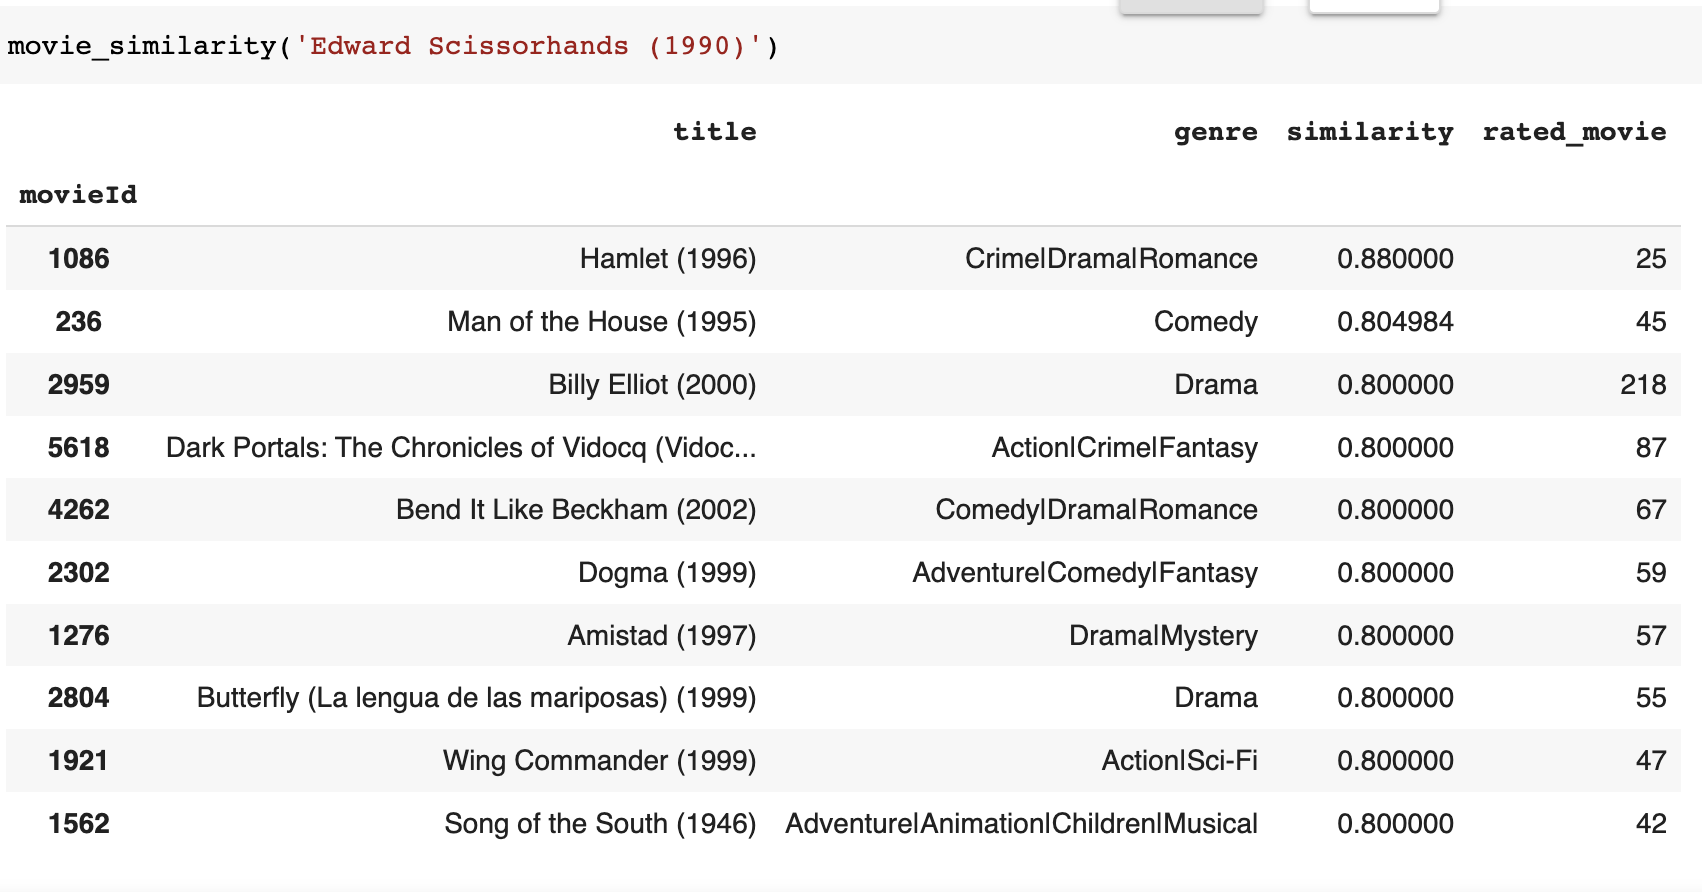 movie_similarity('Edward Scissorhands (1990)')
title genre similarity rated_movie
movieId
1086 Hamlet (1996) Crime|Drama|Romance 0.880000 25
236 Man of the House (1995) Comedy 0.804984 45
2959 Billy Elliot (2000) Drama 0.800000 218
5618 Dark Portals: The Chronicles of Vidocq (Vidoc... Action|Crime|Fantasy 0.800000 87
4262 Bend It Like Beckham (2002) Comedy|Drama|Romance 0.800000 67
2302 Dogma (1999) Adventure|Comedy|Fantasy 0.800000 59
1276 Amistad (1997) Drama|Mystery 0.800000 57
2804 Butterfly (La lengua de las mariposas) (1999) Drama 0.800000 55
1921 Wing Commander (1999) Action|Sci-Fi 0.800000 47
1562 Song of the South (1946) Adventure|Animation|Children|Musical 0.800000 42